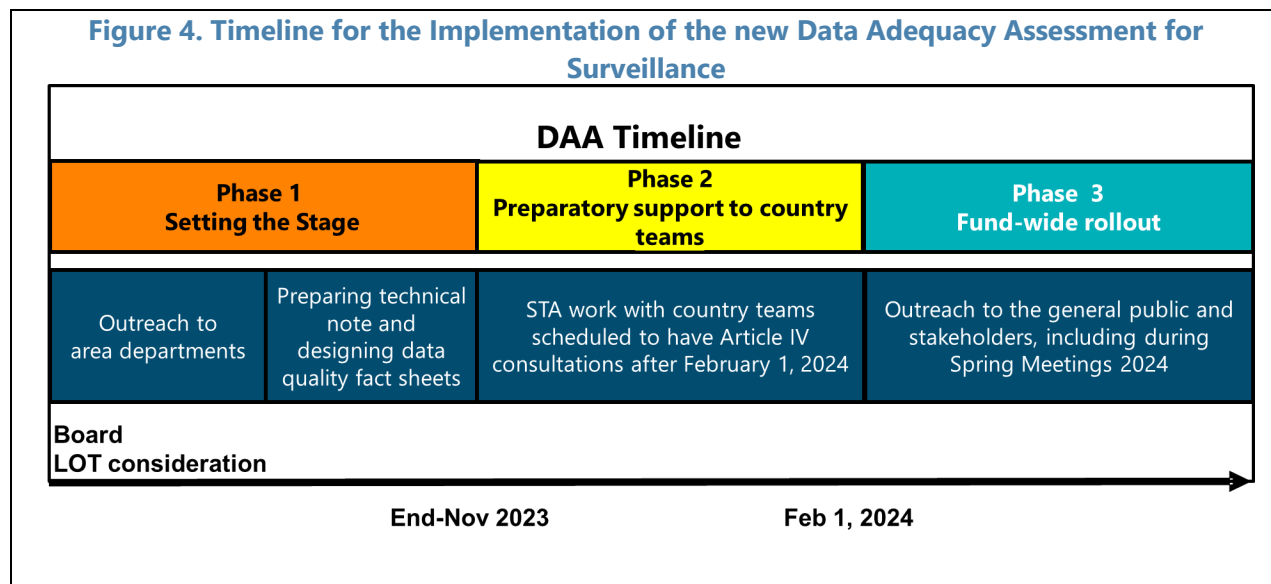 Figure 4. Timeline for the Implementation of the new Data Adequacy Assessment for
Surveillance
DAA Timeline
Phase 1
Setting the Stage
Phase 2
Preparatory support to country
teams
Phase 3
Fund-wide rollout
Outreach to
area departments
Preparing technical
note and
designing data
quality fact sheets
STA work with country teams
scheduled to have Article IV
consultations after February 1, 2024
Outreach to the general public and
stakeholders, including during
Spring Meetings 2024
Board
LOT consideration
End-Nov 2023
Feb 1, 2024